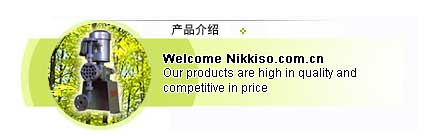 产品介绍
Welcome Nikkiso.com.cn
Our products are high in quality and
competitive in price